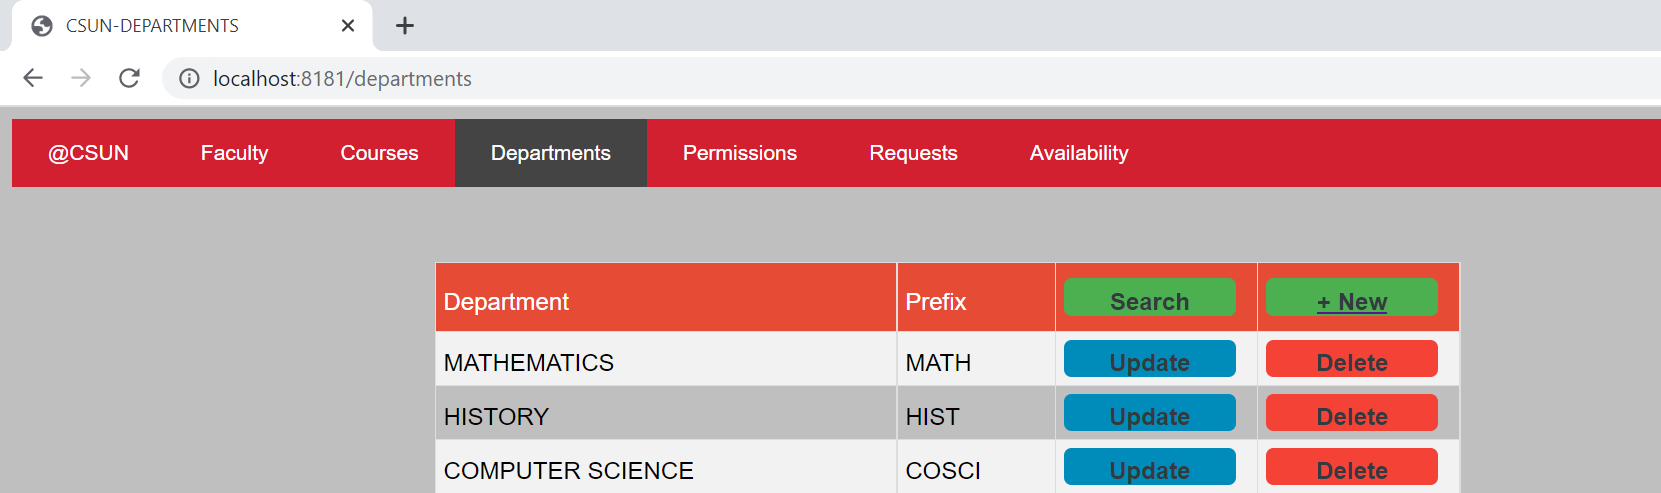 CSUN-DEPARTMENTS
localhost:8181/departments
@CSUN Faculty Courses Departments Permissions Requests Availability
Department Prefix Search + New
MATHEMATICS MATH Update Delete
HISTORY HIST Update Delete
COMPUTER SCIENCE COSCI Update Delete